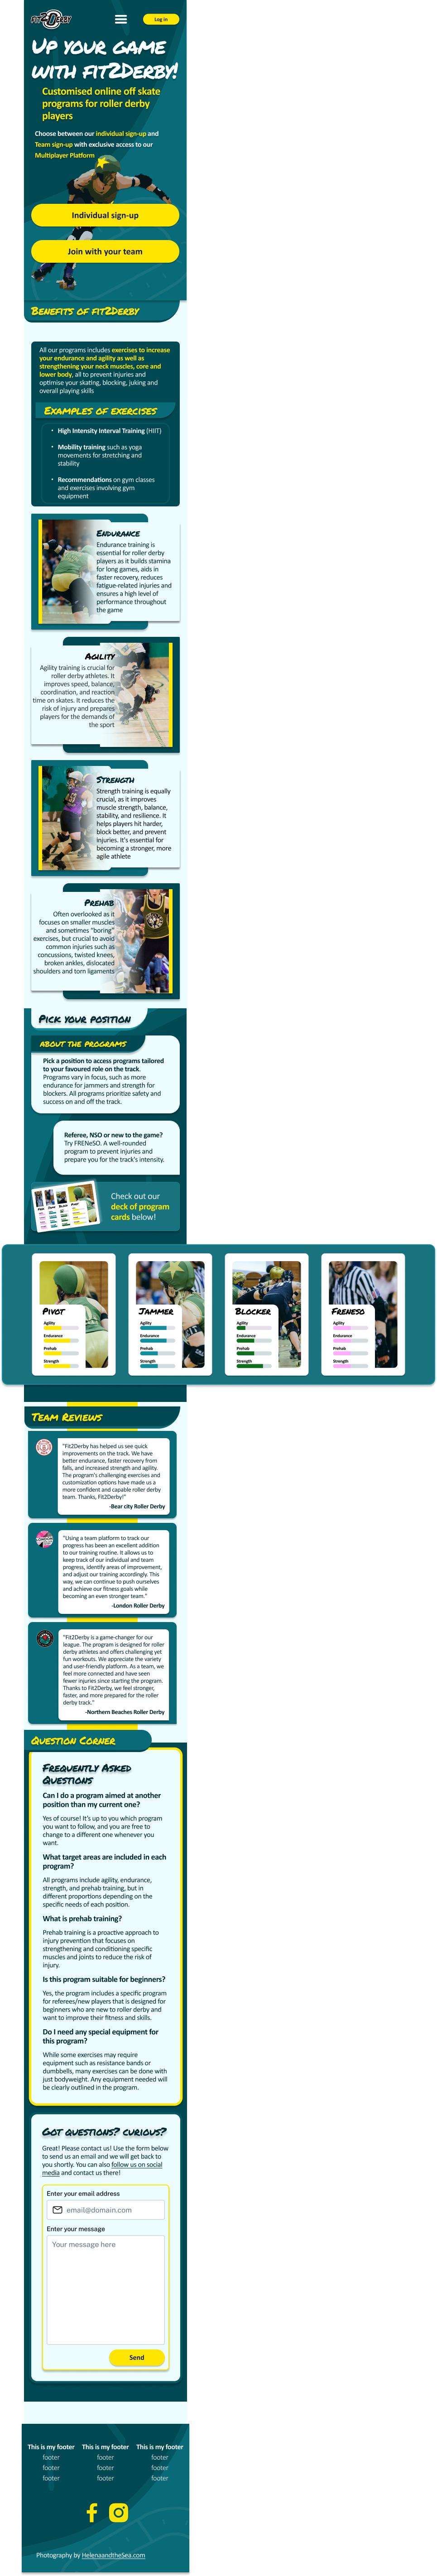 FIT2DERBY
Log in
Up your game
with fit2Derby!
Customised online off skate
programs for roller derby
players
Choose between our individual sign-up and
Team sign-up with exclusive access to our
Multiplayer Platform
Individual sign-up
Join with your team
Benefits of fit2Derby
All our programs includes exercises to increase
your endurance and agility as well as
strengthening your neck muscles, core and
lower body, all to prevent injuries and
optimise your skating, blocking, juking and
overall playing skills
Examples of exercises
• High Intensity Interval Training (HIIT)
• Mobility training such as yoga
movements for stretching and
stability
• Recommendations on gym classes
and exercises involving gym
equipment
Endurance
Endurance training is
essential for roller derby
players as it builds stamina
for long games, aids in
faster recovery, reduces
fatigue-related injuries and
ensures a high level of
performance throughout
the game
Agility
Agility training is crucial for
roller derby athletes. It
improves speed, balance,
coordination, and reaction
time on skates. It reduces the
risk of injury and prepares
players for the demands of
the sport
Strength
Strength training is equally
crucial, as it improves
muscle strength, balance,
stability, and resilience. It
helps players hit harder,
block better, and prevent
injuries. It's essential for
becoming a stronger, more
agile athlete
Prehab
Often overlooked as it
focuses on smaller muscles
and sometimes "boring"
exercises, but crucial to avoid
common injuries such as
concussions, twisted knees,
broken ankles, dislocated
shoulders and torn ligaments
Pick your position
about the programs
Pick a position to access programs tailored
to your favoured role on the track.
Programs vary in focus, such as more
endurance for jammers and strength for
blockers. All programs prioritize safety and
success on and off the track.
Referee, NSO or new to the game?
Try FRENeSO. A well-rounded
program to prevent injuries and
prepare you for the track's intensity.
Check out our
deck of program
cards below!
Pivot
Agility
Endurance
Prehab
Strength
Jammer
Agility
Endurance
Prehab
Strength
Blocker
Agility
Endurance
Prehab
Strength
Freneso
Agility
Endurance
Prehab
Strength
Team Reviews
"Fit2Derby has helped us see quick
improvements on the track. We have
better endurance, faster recovery from
falls, and increased strength and agility.
The program's challenging exercises and
customization options have made us a
more confident and capable roller derby
team. Thanks, Fit2Derby!"
-Bear city Roller Derby
"Using a team platform to track our
progress has been an excellent addition
to our training routine. It allows us to
keep track of our individual and team
progress, identify areas of improvement,
and adjust our training accordingly. This
way, we can continue to push ourselves
and achieve our fitness goals while
becoming an even stronger team."
-London Roller Derby
"Fit2Derby is a game-changer for our
league. The program is designed for roller
derby athletes and offers challenging yet
fun workouts. We appreciate the variety
and user-friendly platform. As a team, we
feel more connected and have seen
fewer injuries since starting the program.
Thanks to Fit2Derby, we feel stronger,
faster, and more prepared for the roller
derby track."
-Northern Beaches Roller Derby
Question Corner
Frequently Asked
Questions
Can I do a program aimed at another
position than my current one?
Yes of course! It's up to you which program
you want to follow, and you are free to
change to a different one whenever you
want.
What target areas are included in each
program?
All programs include agility, endurance,
strength, and prehab training, but in
different proportions depending on the
specific needs of each position.
What is prehab training?
Prehab training is a proactive approach to
injury prevention that focuses on
strengthening and conditioning specific
muscles and joints to reduce the risk of
injury.
Is this program suitable for beginners?
Yes, the program includes a specific program
for referees/new players that is designed for
beginners who are new to roller derby and
want to improve their fitness and skills.
Do I need any special equipment for
this program?
While some exercises may require
equipment such as resistance bands or
dumbbells, many exercises can be done with
just bodyweight. Any equipment needed will
be clearly outlined in the program.
Got questions? curious?
Great! Please contact us! Use the form below
to send us an email and we will get back to
you shortly. You can also follow us on social
media and contact us there!
Enter your email address
email@domain.com
Enter your message
Your message here
Send
This is my footer This is my footer This is my footer
footer footer footer
footer footer footer
footer footer footer
Photography by HelenaandtheSea.com